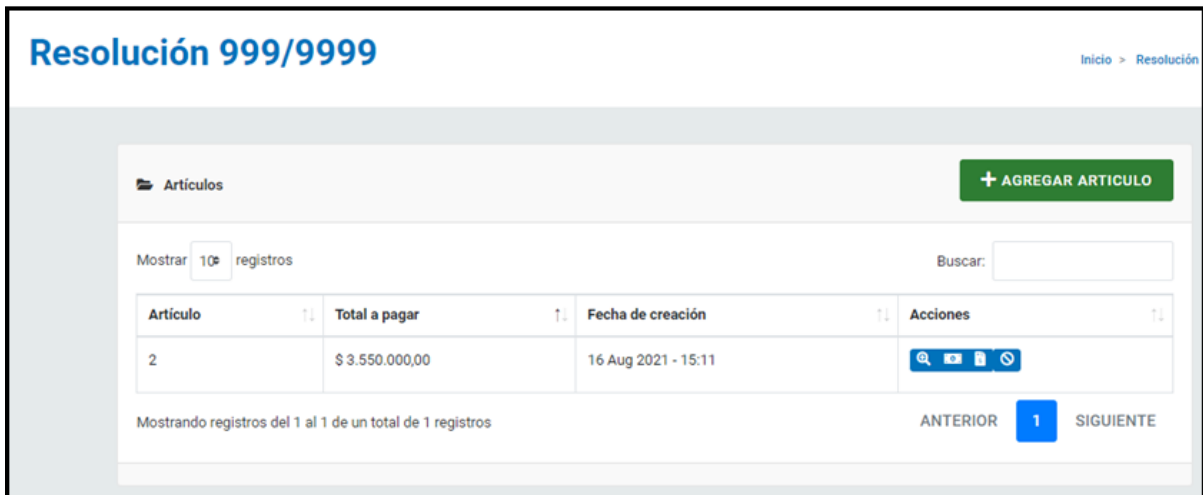 Resolución 999/9999
Inicio > Resolución
Artículos
+ AGREGAR ARTICULO
Mostrar 10 registros
Buscar:
Artículo Total a pagar Fecha de creación Acciones
2 $ 3.550.000,00 16 Aug 2021 - 15:11
Mostrando registros del 1 al 1 de un total de 1 registros
ANTERIOR 1 SIGUIENTE